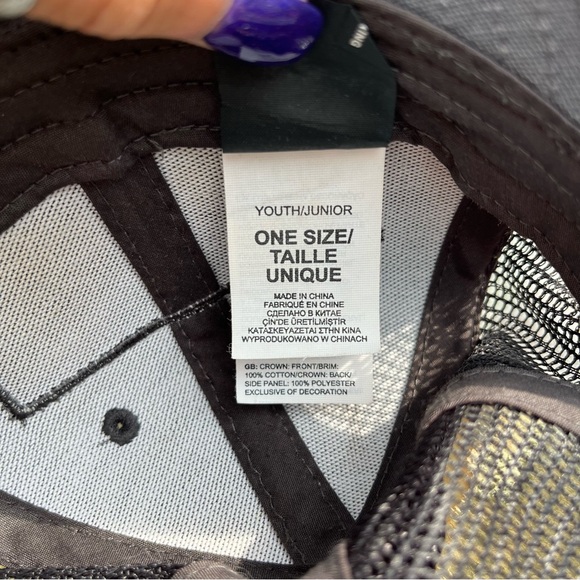 YOUTH/JUNIOR
ONE SIZE/
TAILLE
UNIQUE
MADE IN CHINA
FABRIQUÉ EN CHINE
СДЕЛАНО В КИТАЕ
ÇİN'DE ÜRETİLMİŞTİR
ΚΑΤΑΣΚΕΥΑΖΕΤΑΙ ΣΤΗΝ ΚΙΝΑ
WYPRODUKOWANO W CHINACH
GB: CROWN: FRONT/BRIM:
100% COTTON/CROWN: BACK/
SIDE PANEL: 100% POLYESTER
EXCLUSIVE OF DECORATION